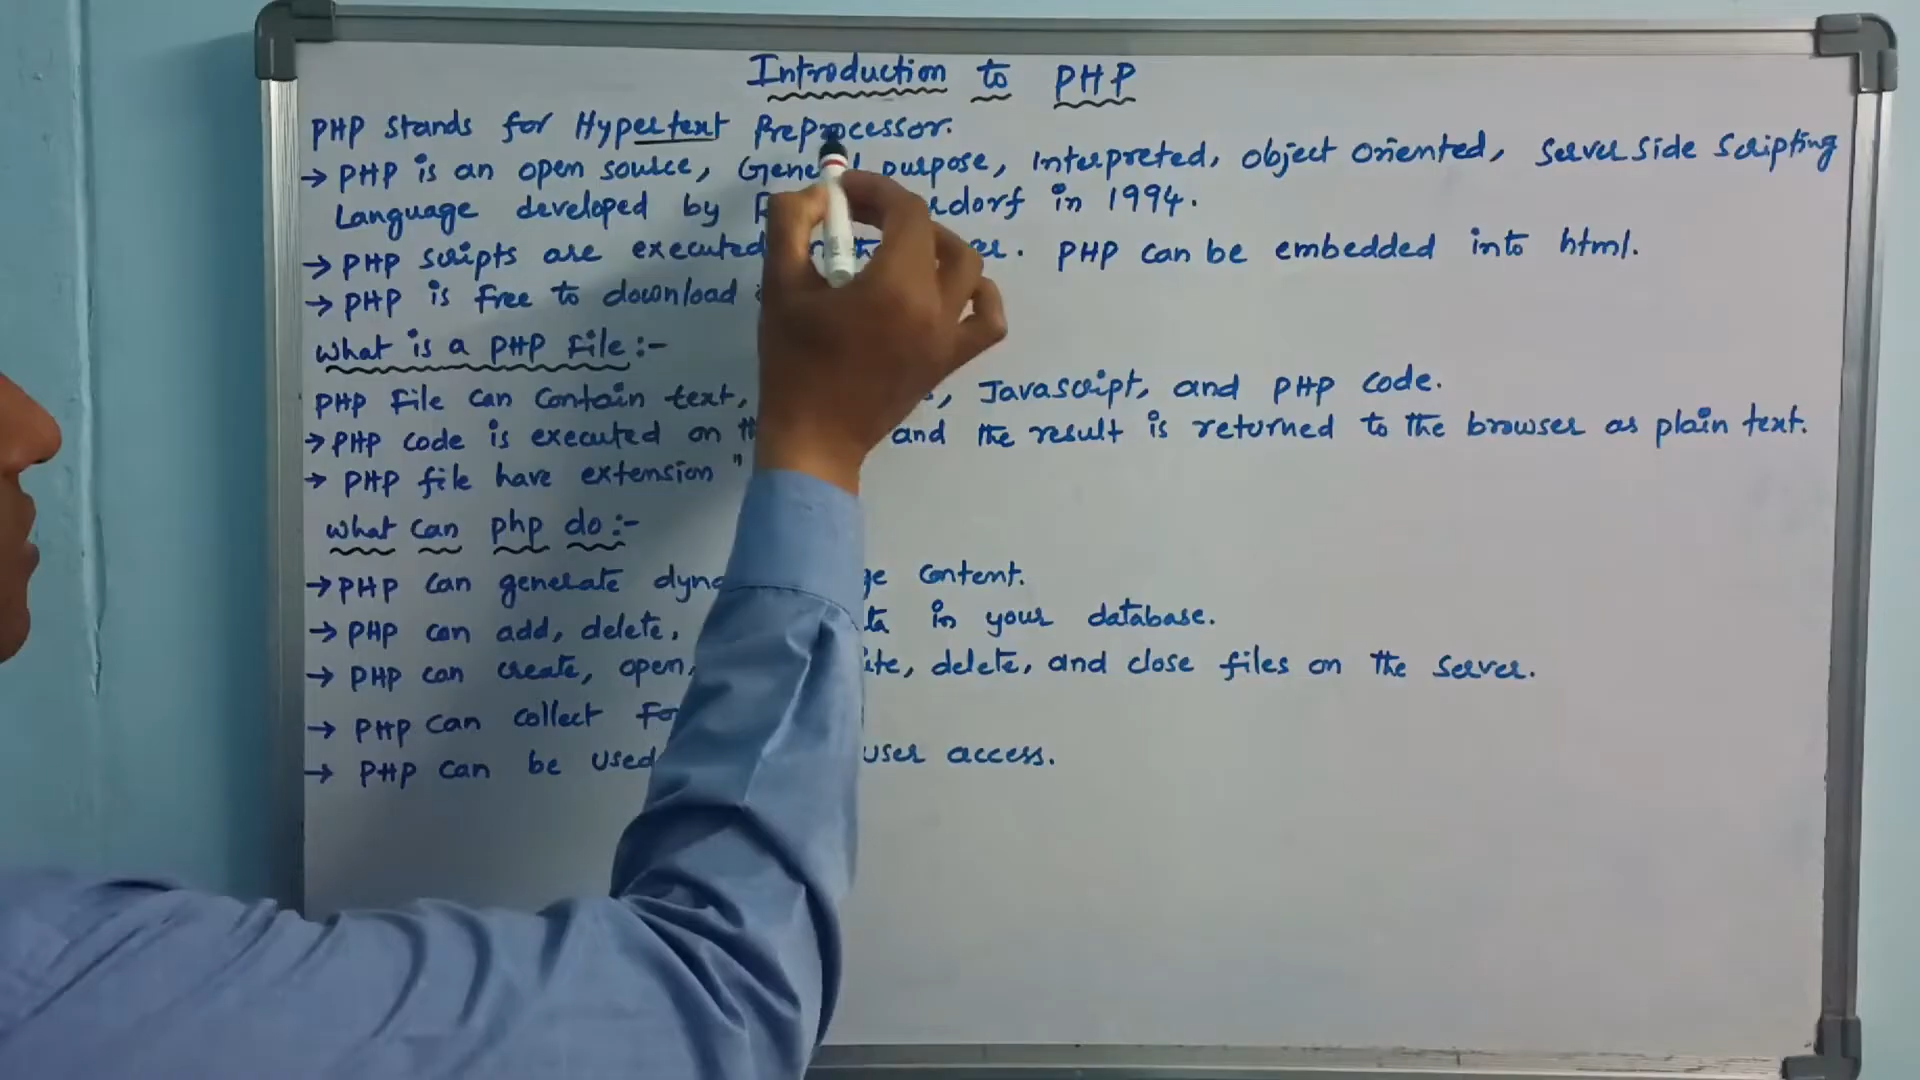 Introduction to PHP
PHP stands for Hypertext Preprocessor.
→ PHP is an open source, General purpose, Interpreted, object oriented, Server side Scripting
Language developed by dorf in 1994.
→ PHP scripts are executed PHP can be embedded into html.
→ PHP is free to download
What is a PHP File:-
PHP File can contain text, Javascript, and PHP code.
→ PHP code is executed on and the result is returned to the browser as plain text.
→ PHP file have extension "
What can php do:-
→ PHP can generate content.
→ PHP can add, delete, in your database.
→ PHP can create, open, delete, and close files on the server.
→ PHP can collect
→ PHP can be used user access.